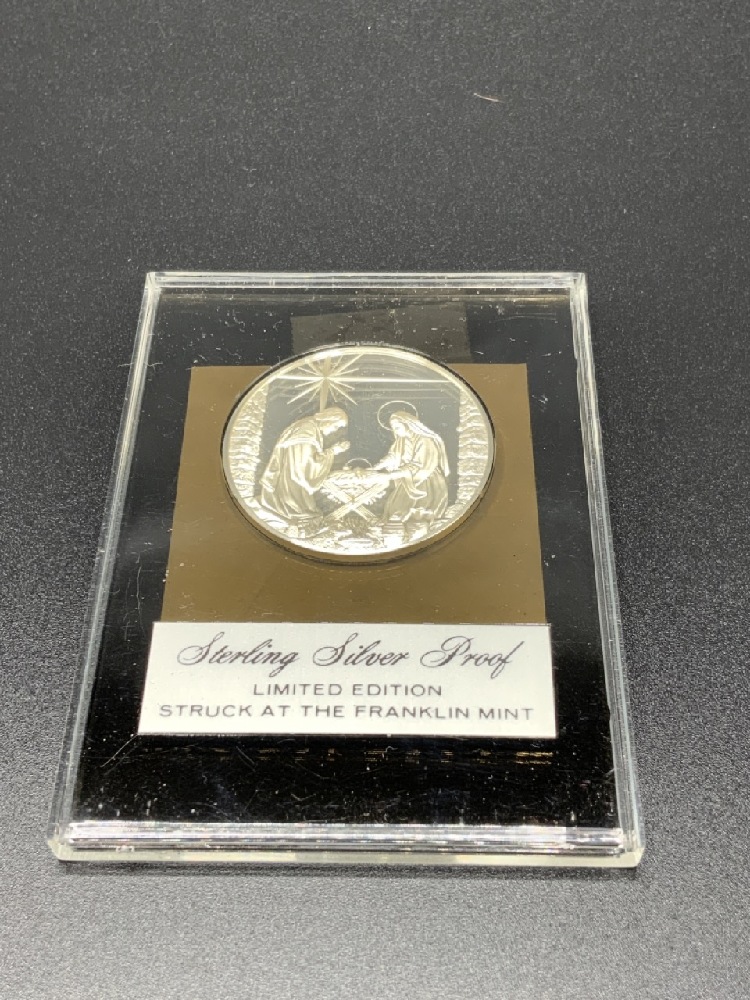 Sterling Silver Proof
LIMITED EDITION
STRUCK AT THE FRANKLIN MINT